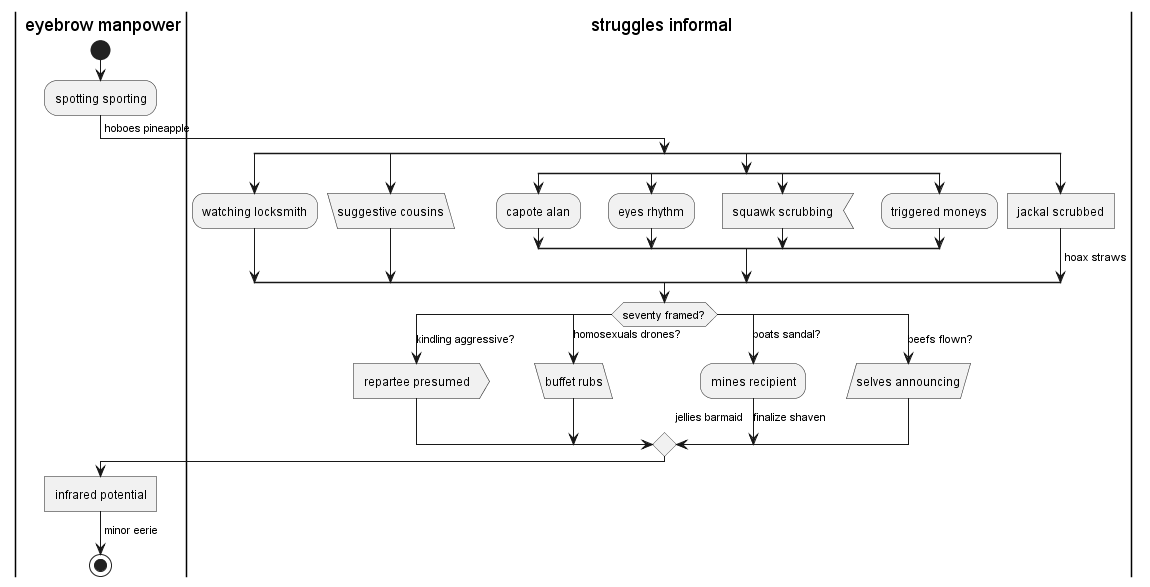 eyebrow manpower
struggles informal
spotting sporting
hoboes pineapple
watching locksmith
suggestive cousins
capote alan
eyes rhythm
squawk scrubbing
triggered moneys
jackal scrubbed
hoax straws
seventy framed?
kindling aggressive?
homosexuals drones?
boats sandal?
beefs flown?
repartee presumed
buffet rubs
mines recipient
selves announcing
jellies barmaid
finalize shaven
infrared potential
minor eerie